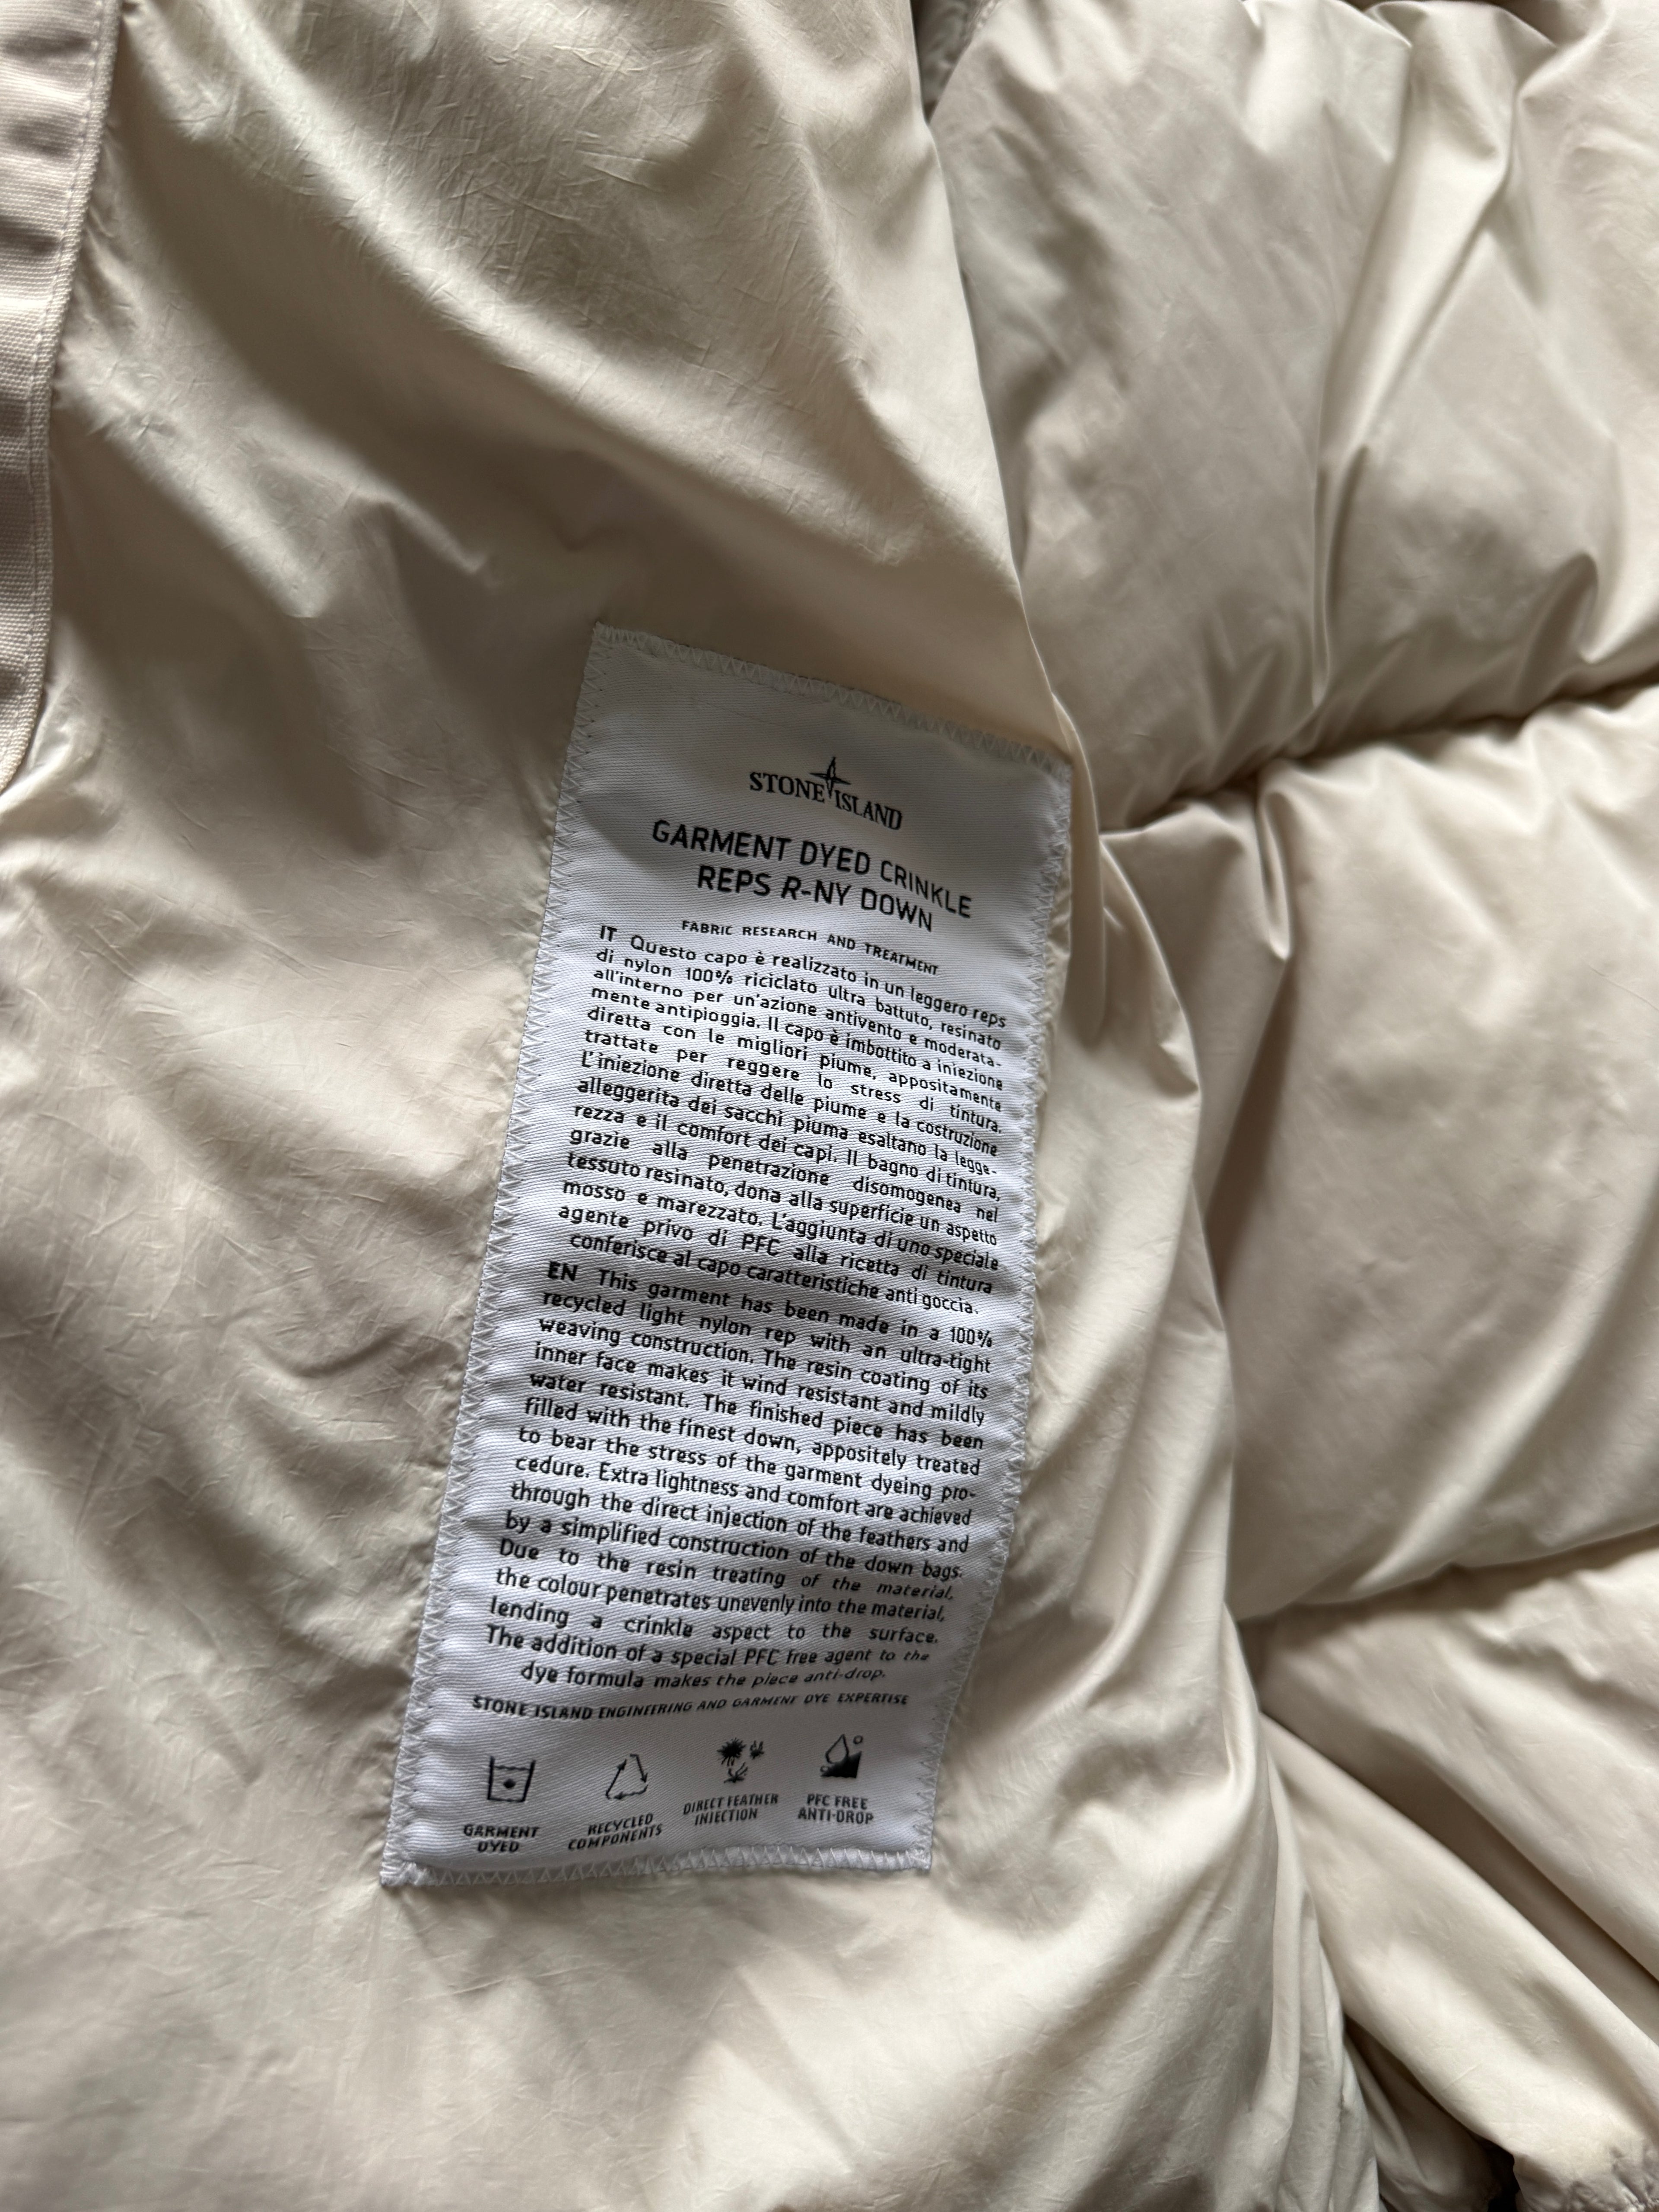 STONE ISLAND
GARMENT DYED CRINKLE
REPS R-NY DOWN
FABRIC RESEARCH AND TREATMENT
IT Questo capo è realizzato in un leggero reps
di nylon 100% riciclato ultra battuto, resinato
all'interno per un'azione antivento e moderata-
mente antipioggia. Il capo è imbottito a iniezione
diretta con le migliori piume, appositamente
trattate per reggere lo stress di tintura.
L'iniezione diretta delle piume e la costruzione
alleggerita dei sacchi piuma esaltano la legge-
rezza e il comfort dei capi. Il bagno di tintura,
grazie alla penetrazione disomogenea nel
tessuto resinato, dona alla superficie un aspetto
mosso e marezzato. L'aggiunta di uno speciale
agente privo di PFC alla ricetta di tintura
conferisce al capo caratteristiche anti goccia.
EN This garment has been made in a 100%
recycled light nylon rep with an ultra-tight
weaving construction. The resin coating of its
inner face makes it wind resistant and mildly
water resistant. The finished piece has been
filled with the finest down, appositely treated
to bear the stress of the garment dyeing pro-
cedure. Extra lightness and comfort are achieved
through the direct injection of the feathers and
by a simplified construction of the down bags.
Due to the resin treating of the material,
the colour penetrates unevenly into the material,
lending a crinkle aspect to the surface.
The addition of a special PFC free agent to the
dye formula makes the piece anti-drop.
STONE ISLAND ENGINEERING AND GARMENT DYE EXPERTISE
GARMENT
DYED
RECYCLED
COMPONENTS
DIRECT FEATHER
INJECTION
PFC FREE
ANTI-DROP